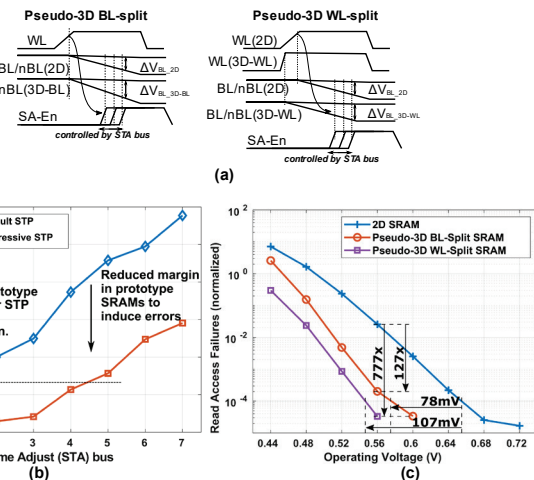 Pseudo-3D BL-split
WL
BL/nBL(2D)
nBL(3D-BL)
SA-En
ΔVBL_2D
ΔVBL_3D-BL
controlled by STA bus
Pseudo-3D WL-split
WL(2D)
WL(3D-WL)
BL/nBL(2D)
BL/nBL(3D-WL)
SA-En
ΔVBL_2D
ΔVBL_3D-WL
controlled by STA bus
(a)
ult STP
ressive STP
totype
STP
n.
Reduced margin
in prototype
SRAMs to
induce errors
3 4 5 6 7
me Adjust (STA) bus
(b)
Read Access Failures (normalized)
10^2
10^0
10^-2
10^-4
2D SRAM
Pseudo-3D BL-Split SRAM
Pseudo-3D WL-Split SRAM
777x
127x
78mV
107mV
0.44 0.48 0.52 0.56 0.6 0.64 0.68 0.72
Operating Voltage (V)
(c)